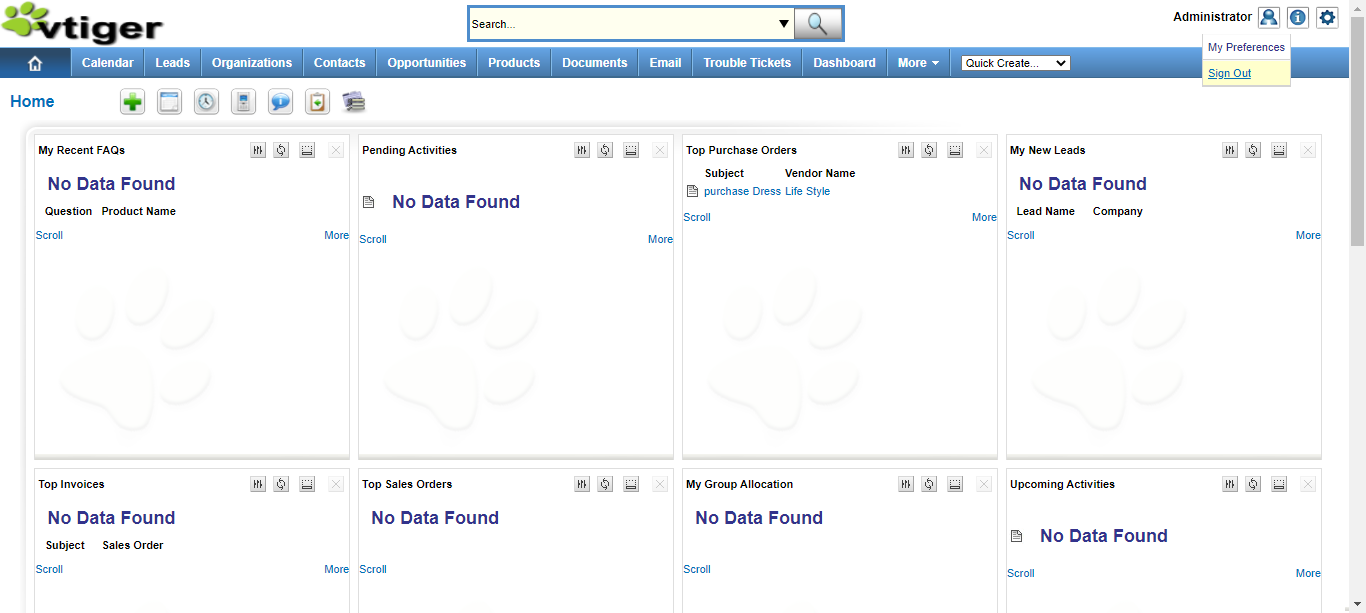 vtiger
Search...
Administrator
My Preferences
Sign Out
Calendar Leads Organizations Contacts Opportunities Products Documents Email Trouble Tickets Dashboard More Quick Create...
Home
My Recent FAQs
No Data Found
Question Product Name
Scroll More
Pending Activities
No Data Found
Scroll More
Top Purchase Orders
Subject Vendor Name
purchase Dress Life Style
Scroll More
My New Leads
No Data Found
Lead Name Company
Scroll More
Top Invoices
No Data Found
Subject Sales Order
Scroll More
Top Sales Orders
No Data Found
Scroll
My Group Allocation
No Data Found
Scroll
Upcoming Activities
No Data Found
Scroll More